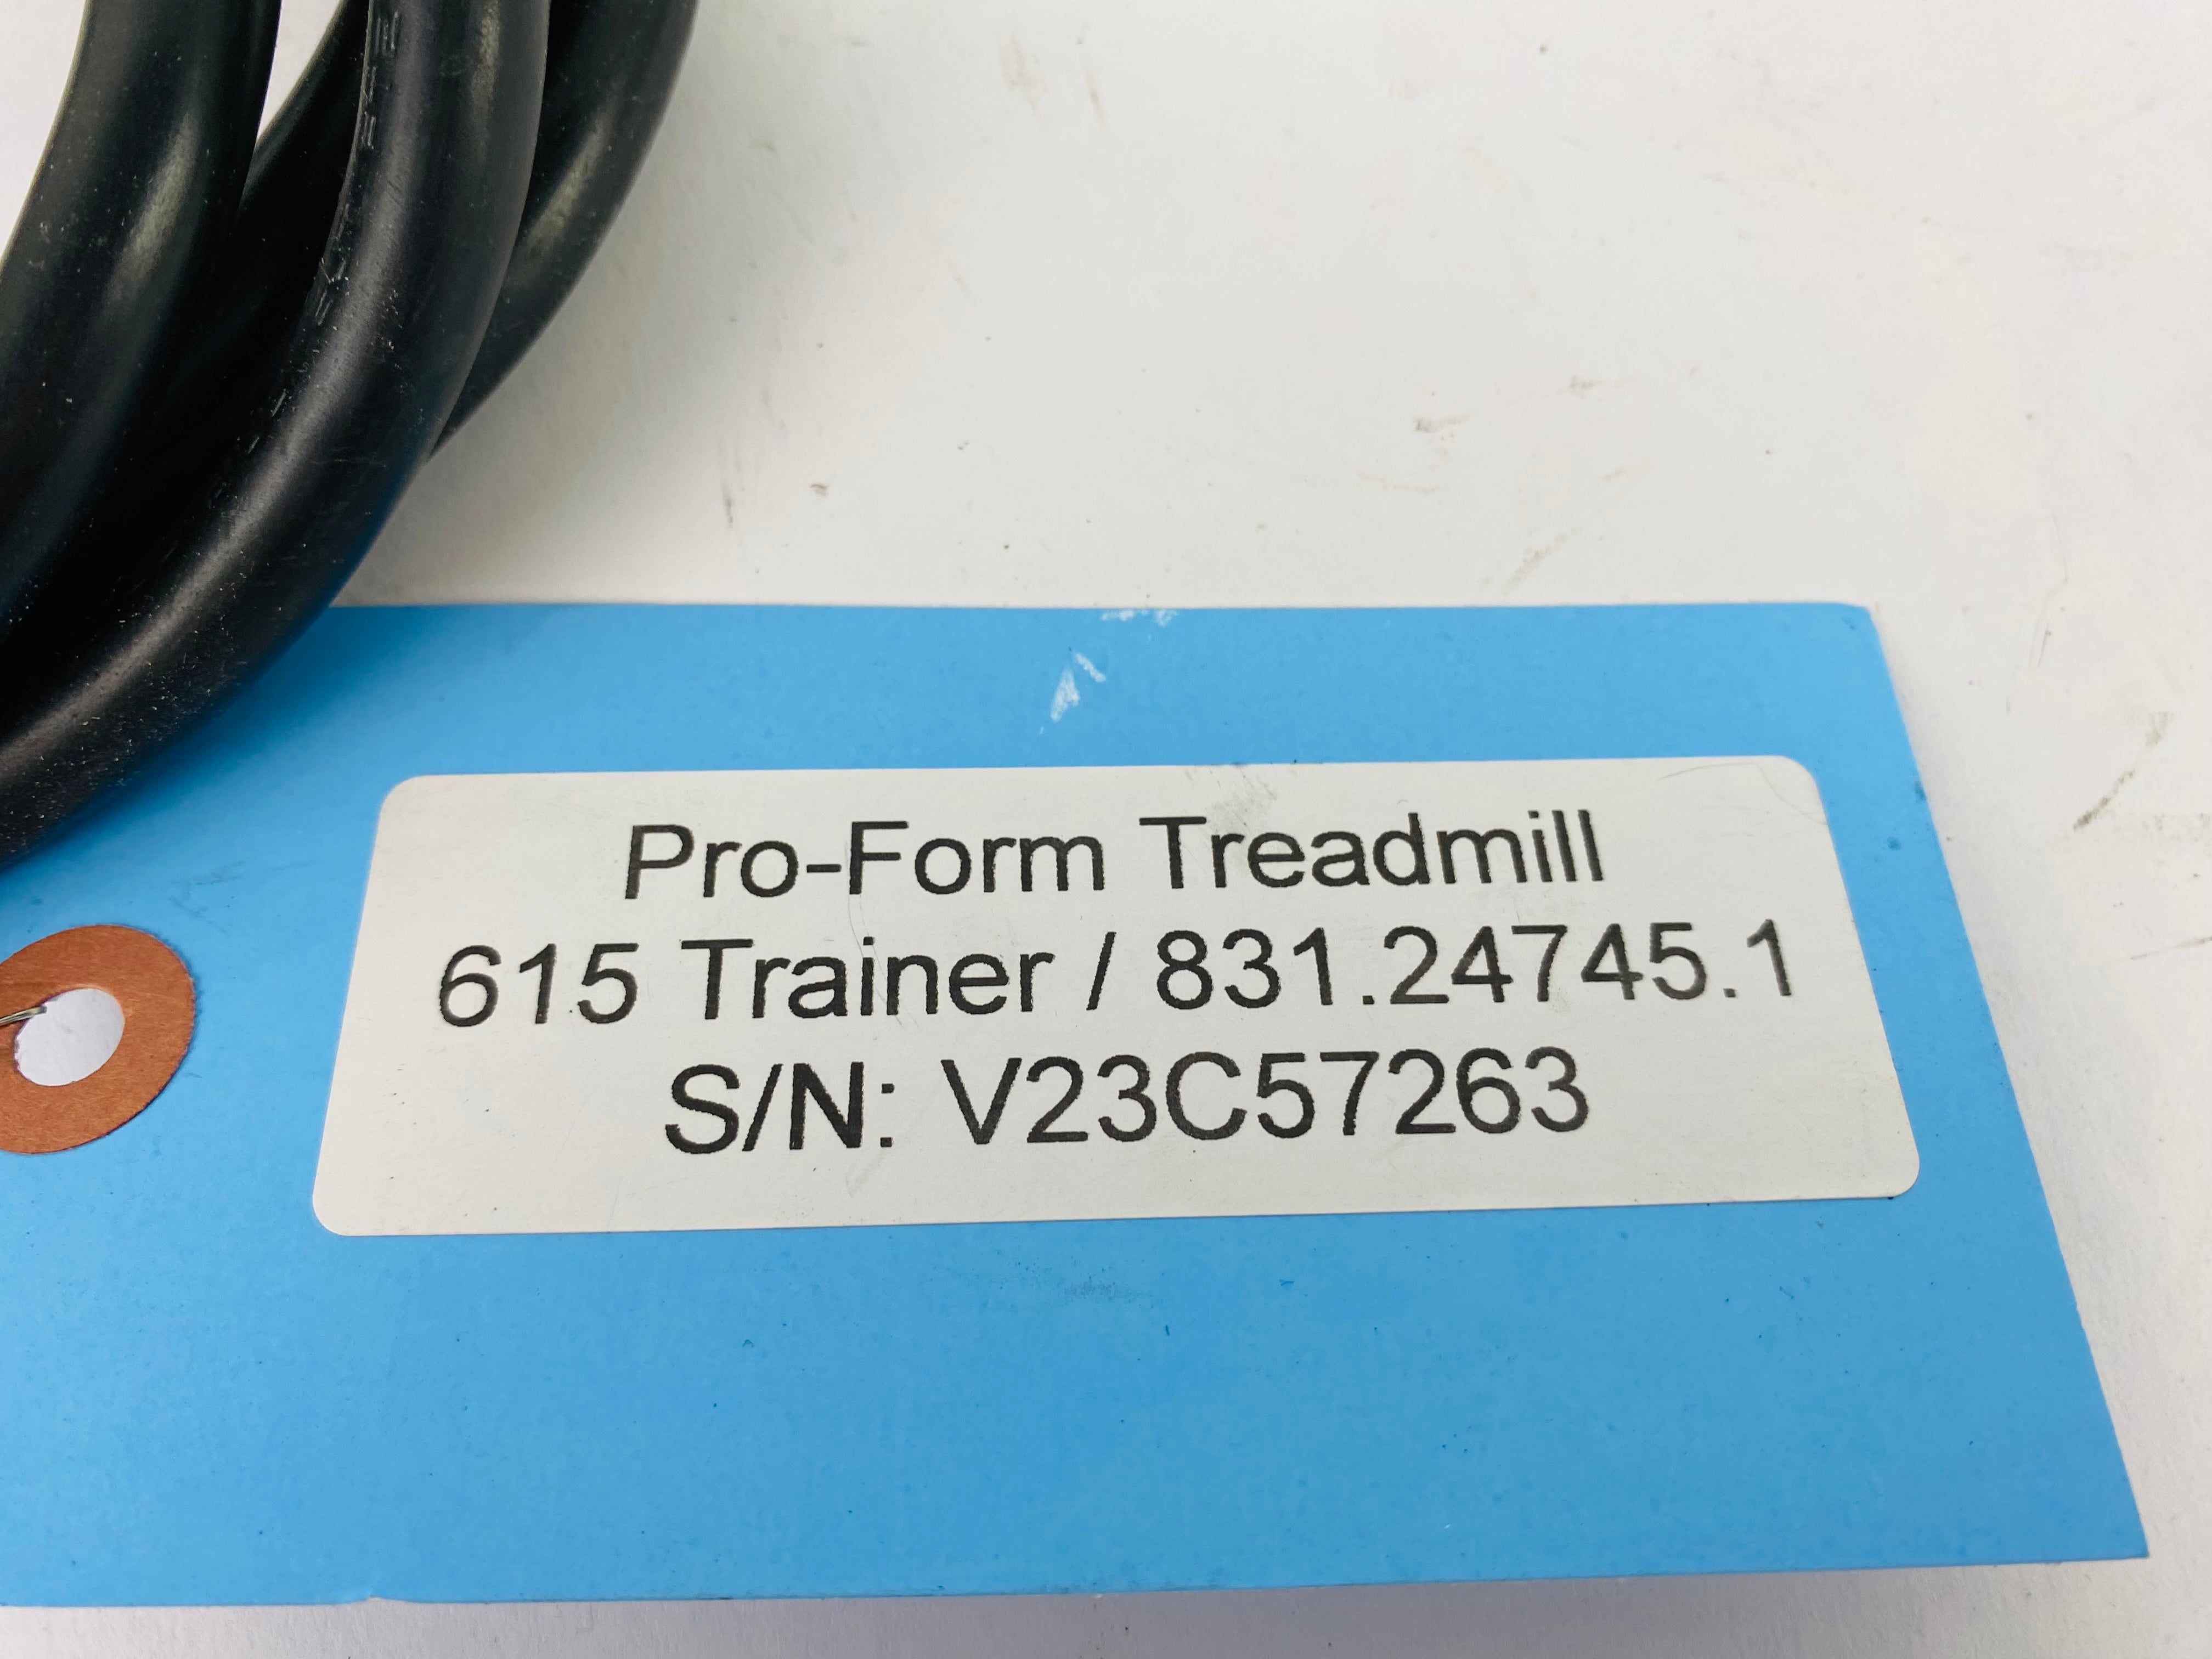 Pro-Form Treadmill
615 Trainer / 831.24745.1
S/N: V23C57263